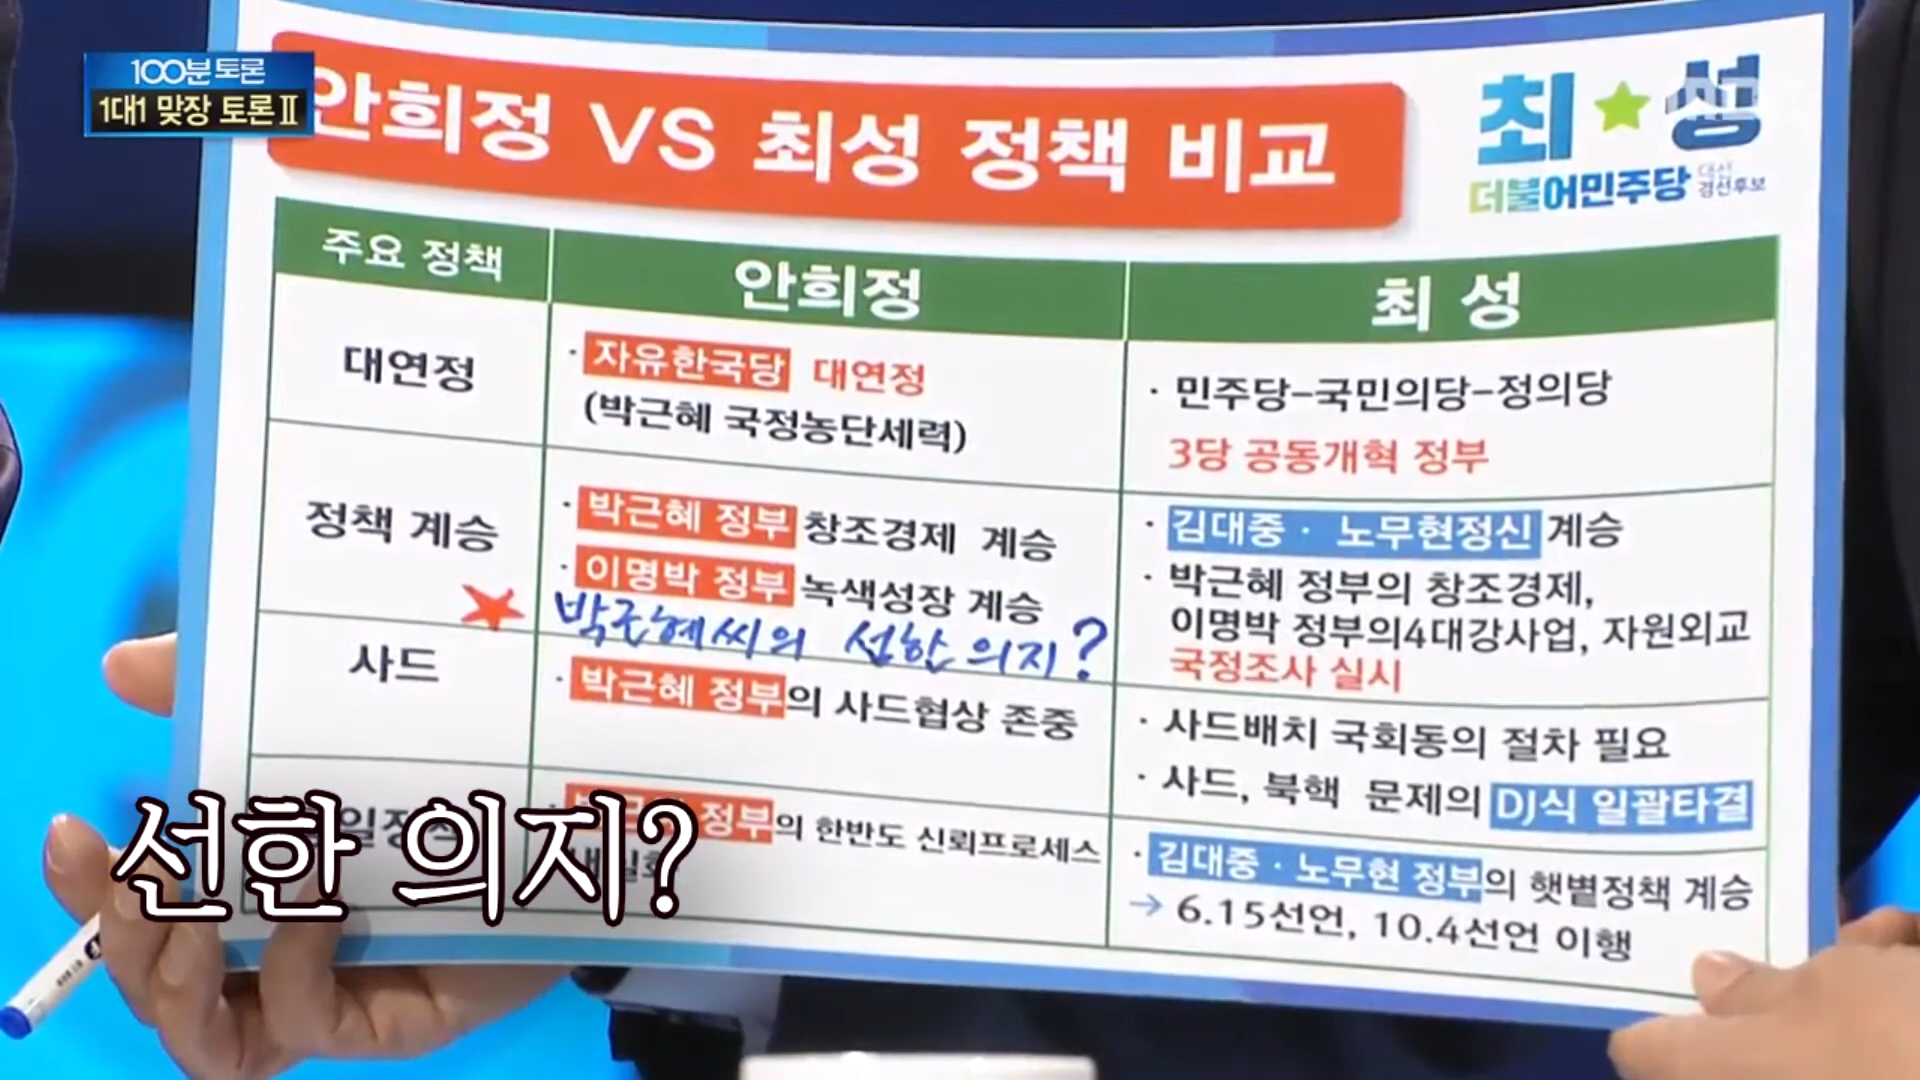 100분 토론
1대1 맞장 토론 Ⅱ
안희정 VS 최성 정책 비교
최★성
더불어민주당 대선 경선후보
주요 정책
안희정
최 성
대연정
· 자유한국당 대연정
(박근혜 국정농단세력)
· 민주당-국민의당-정의당
3당 공동개혁 정부
정책 계승
· 박근혜 정부 창조경제 계승
· 이명박 정부 녹색성장 계승
박근혜씨의 선한 의지?
· 김대중 · 노무현정신 계승
· 박근혜 정부의 창조경제,
이명박 정부의4대강사업, 자원외교
국정조사 실시
사드
· 박근혜 정부의 사드협상 존중
· 사드배치 국회동의 절차 필요
· 사드, 북핵 문제의 DJ식 일괄타결
정부의 한반도 신뢰프로세스
· 김대중 · 노무현 정부의 햇볕정책 계승
→ 6.15선언, 10.4선언 이행
선한 의지?